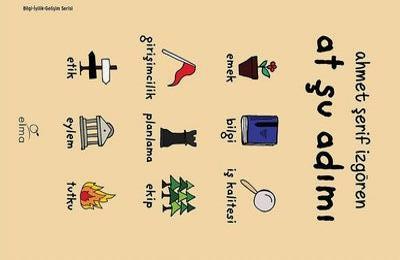 Bilgi-İyilik-Gelişim Serisi
ahmet şerif izgören
at şu adımı
emek
bilgi
iş kalitesi
girişimcilik
planlama
ekip
etik
eylem
tutku
elma